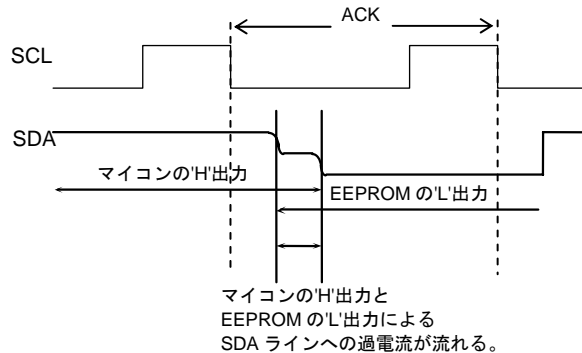 ACK
SCL
SDA
マイコンの'H'出力
EEPROM の'L'出力
マイコンの'H'出力と
EEPROM の'L'出力による
SDA ラインへの過電流が流れる。